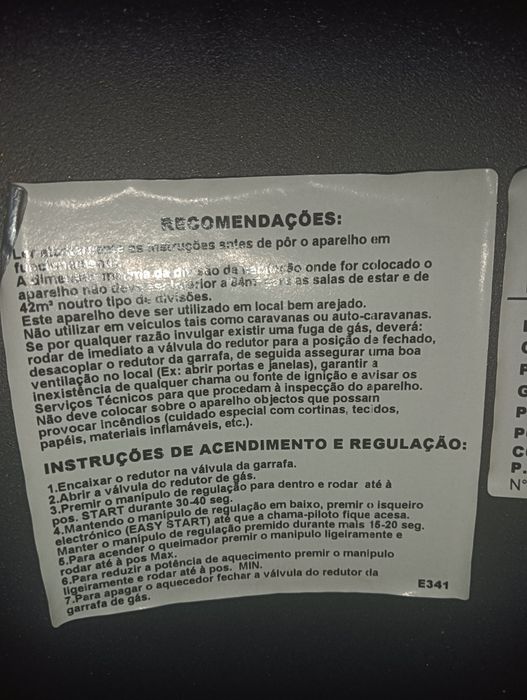 RECOMENDAÇÕES:
Ler as instruções antes de pôr o aparelho em
A dimensão da divisão da onde for colocado o
aparelho não deve ser inferior a 84m³ para as salas de estar e de
42m³ noutro tipo de divisões.
Este aparelho deve ser utilizado em local bem arejado.
Não utilizar em veículos tais como caravanas ou auto-caravanas.
Se por qualquer razão invulgar existir uma fuga de gás, deverá:
rodar de imediato a válvula do redutor para a posição de fechado,
desacoplar o redutor da garrafa, de seguida assegurar uma boa
ventilação no local (Ex: abrir portas e janelas), garantir a
inexistência de qualquer chama ou fonte de ignição e avisar os
Serviços Técnicos para que procedam à inspecção do aparelho.
Não deve colocar sobre o aparelho objectos que possam
provocar incêndios (cuidado especial com cortinas, tecidos,
papéis, materiais inflamáveis, etc.).
INSTRUÇÕES DE ACENDIMENTO E REGULAÇÃO:
1.Encaixar o redutor na válvula da garrafa.
2.Abrir a válvula do redutor de gás.
3.Premir o manípulo de regulação para dentro e rodar até à
pos. START durante 30-40 seg.
4.Mantendo o manípulo de regulação em baixo, premir o isqueiro
electrónico (EASY START) até que a chama-piloto fique acesa.
Manter o manípulo de regulação premido durante mais 15-20 seg.
5.Para acender o queimador premir o manípulo ligeiramente e
rodar até à pos Max.
6.Para reduzir a potência de aquecimento premir o manípulo
ligeiramente e rodar até à pos. MIN.
7.Para apagar o aquecedor fechar a válvula do redutor da
garrafa de gás.
E341
P
P.
Nº